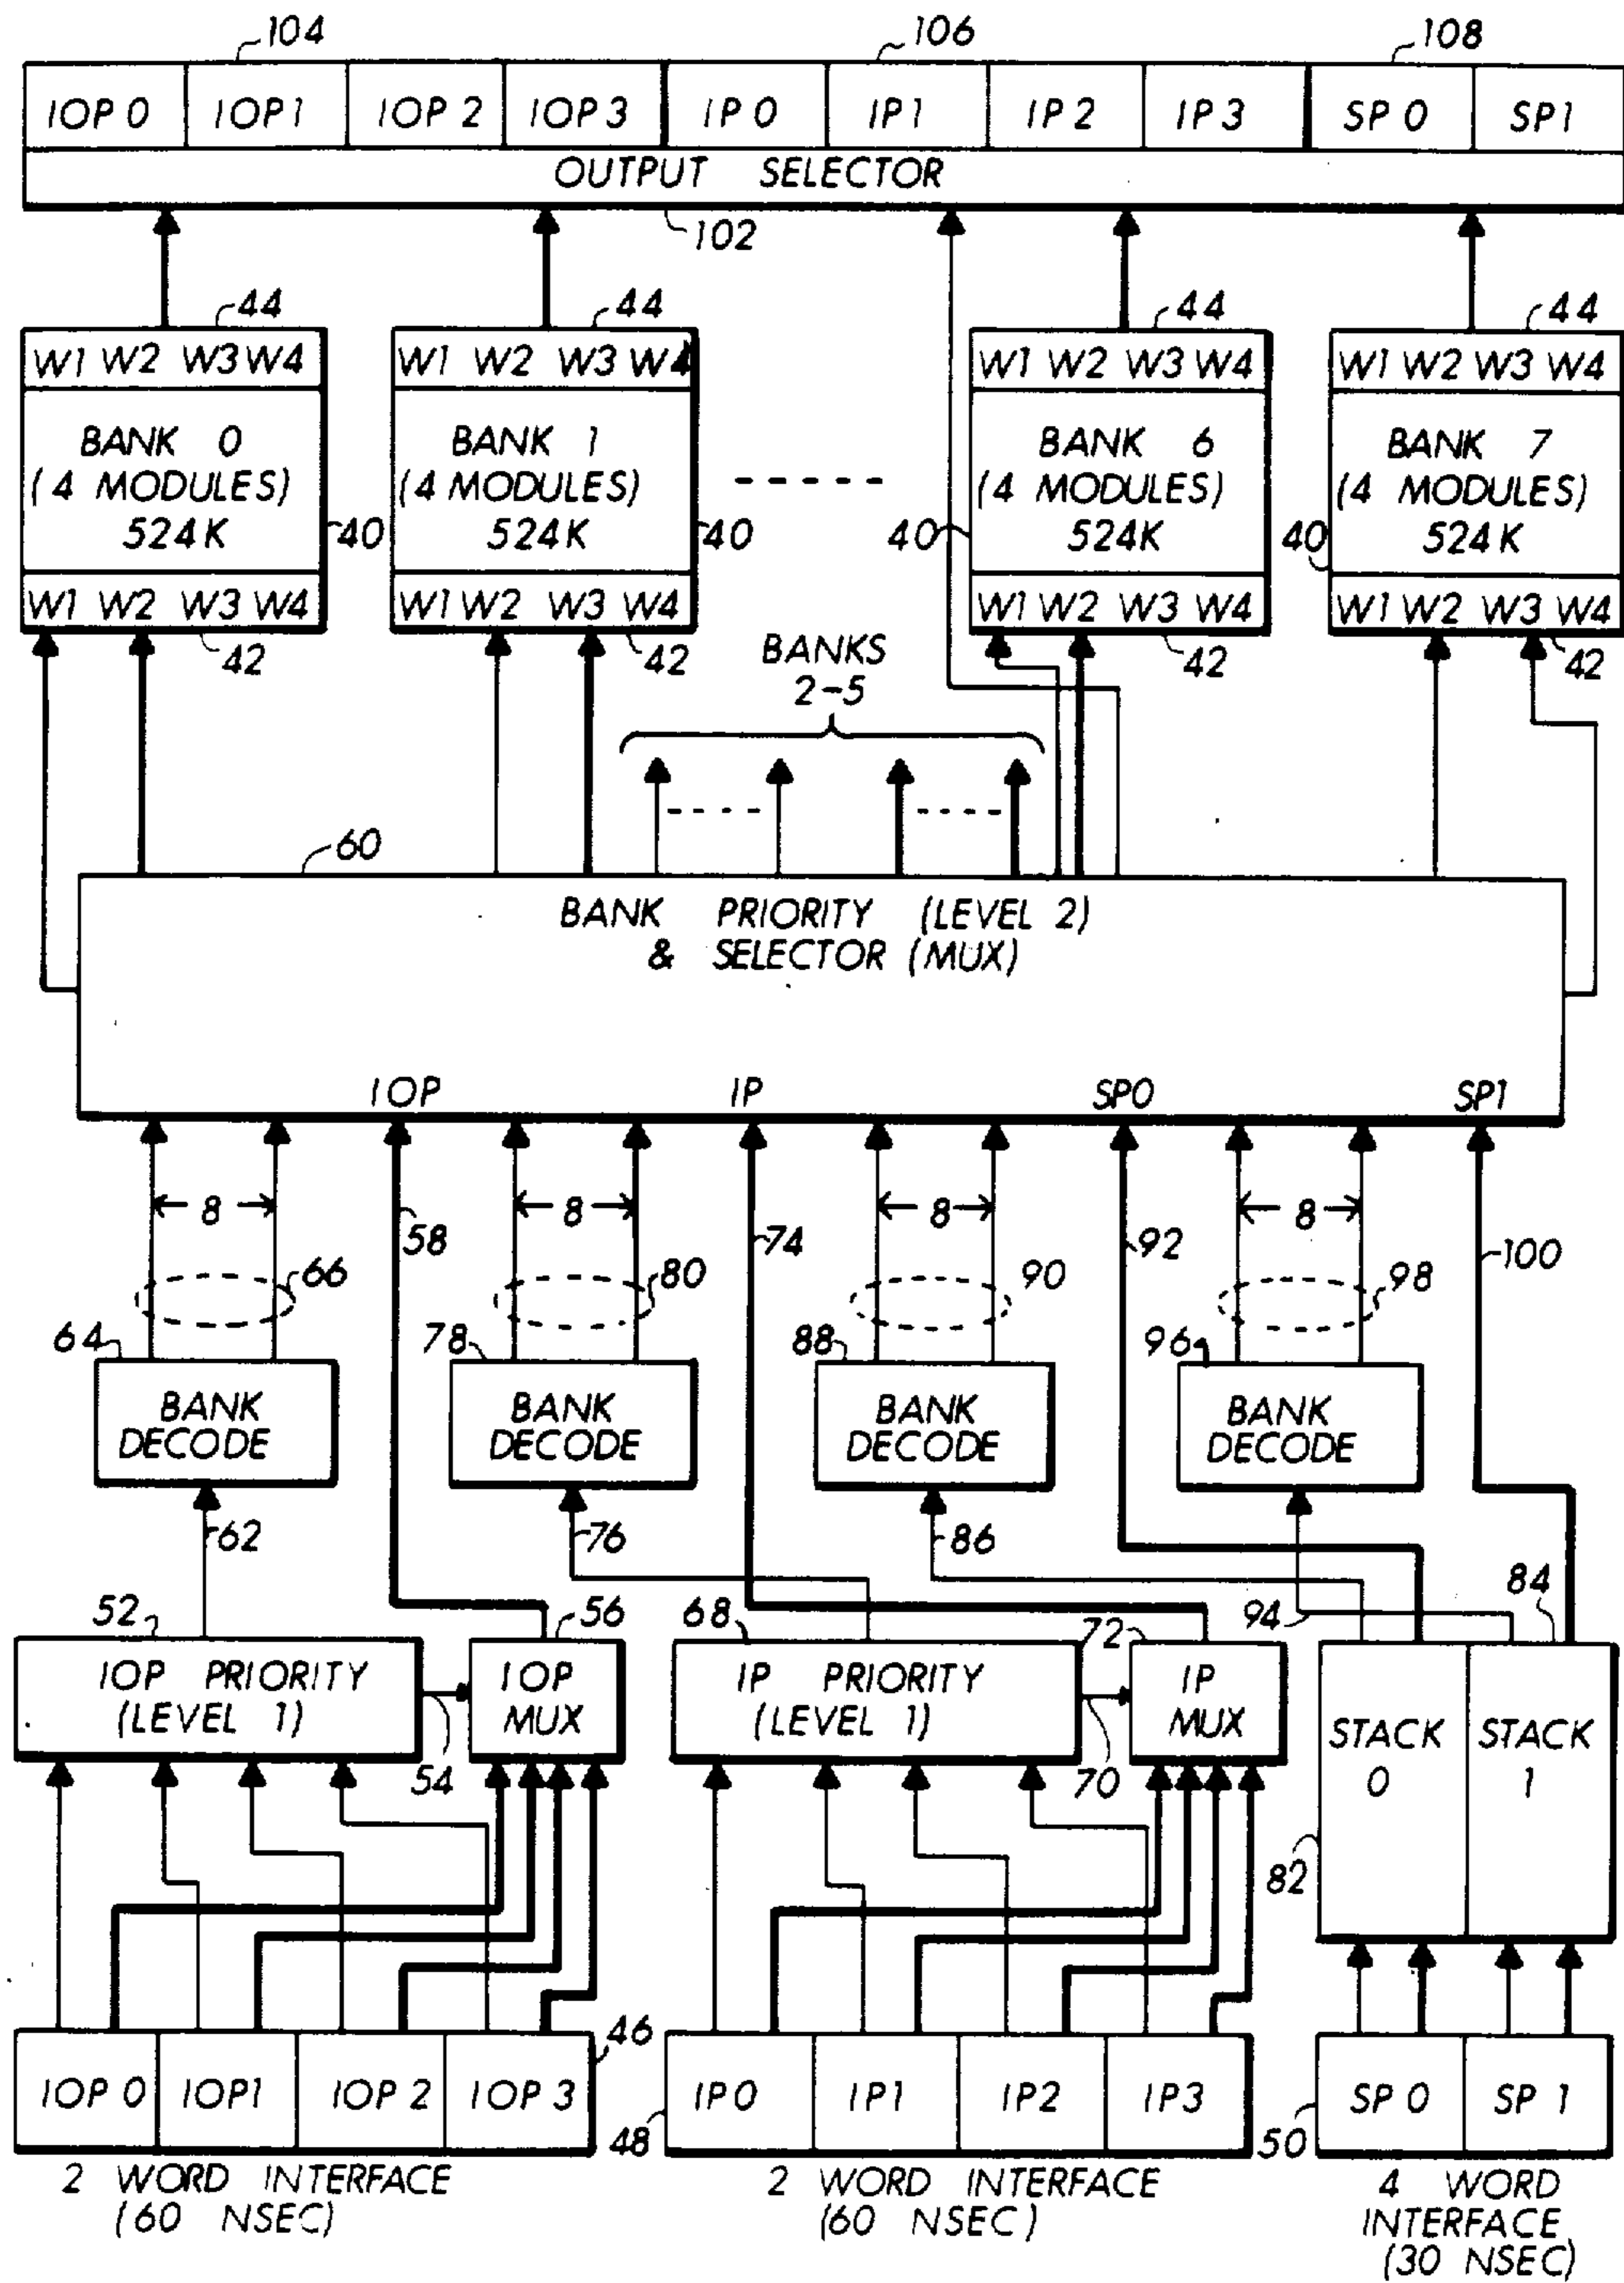 104 106 108
IOP 0 IOP1 IOP 2 IOP 3 IP 0 IP1 IP 2 IP 3 SP 0 SP1
OUTPUT SELECTOR
102
44 44 44 44
W1 W2 W3 W4 W1 W2 W3 W4 W1 W2 W3 W4 W1 W2 W3 W4
BANK 0 BANK 1 BANK 6 BANK 7
(4 MODULES) (4 MODULES) (4 MODULES) (4 MODULES)
524K 40 524K 40 40 524K 40 524K
W1 W2 W3 W4 W1 W2 W3 W4 W1 W2 W3 W4 W1 W2 W3 W4
42 42 42 42
BANKS
2-5
60
BANK PRIORITY (LEVEL 2)
& SELECTOR (MUX)
IOP IP SP0 SP1
8 8 8 8
58 74 92 100
66 80 90 98
64 78 88 96
BANK BANK BANK BANK
DECODE DECODE DECODE DECODE
62 76 86
52 56 68 72 94 84
IOP PRIORITY IOP IP PRIORITY IP
(LEVEL 1) MUX (LEVEL 1) MUX
STACK STACK
0 1
54 70
82
46
IOP 0 IOP1 IOP 2 IOP 3 IP0 IP1 IP2 IP3 SP 0 SP 1
48 50
2 WORD INTERFACE
(60 NSEC)
2 WORD INTERFACE
(60 NSEC)
4 WORD
INTERFACE
(30 NSEC)